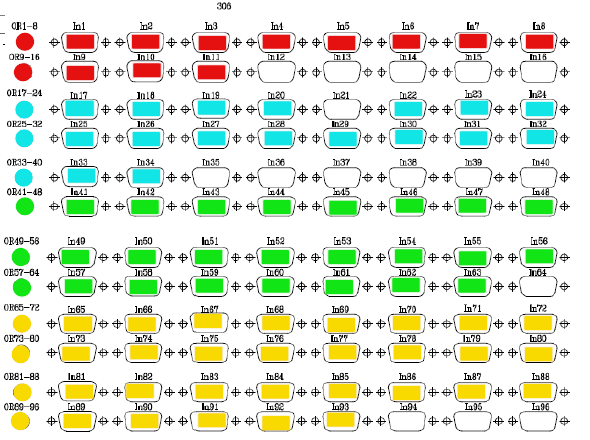 306
OR1-8 In1 In2 In3 In4 In5 In6 In7 In8
OR9-16 In9 In10 In11 In12 In13 In14 In15 In16
OR17-24 In17 In18 In19 In20 In21 In22 In23 In24
OR25-32 In25 In26 In27 In28 In29 In30 In31 In32
OR33-40 In33 In34 In35 In36 In37 In38 In39 In40
OR41-48 In41 In42 In43 In44 In45 In46 In47 In48
OR49-56 In49 In50 In51 In52 In53 In54 In55 In56
OR57-64 In57 In58 In59 In60 In61 In62 In63 In64
OR65-72 In65 In66 In67 In68 In69 In70 In71 In72
OR73-80 In73 In74 In75 In76 In77 In78 In79 In80
OR81-88 In81 In82 In83 In84 In85 In86 In87 In88
OR89-96 In89 In90 In91 In92 In93 In94 In95 In96